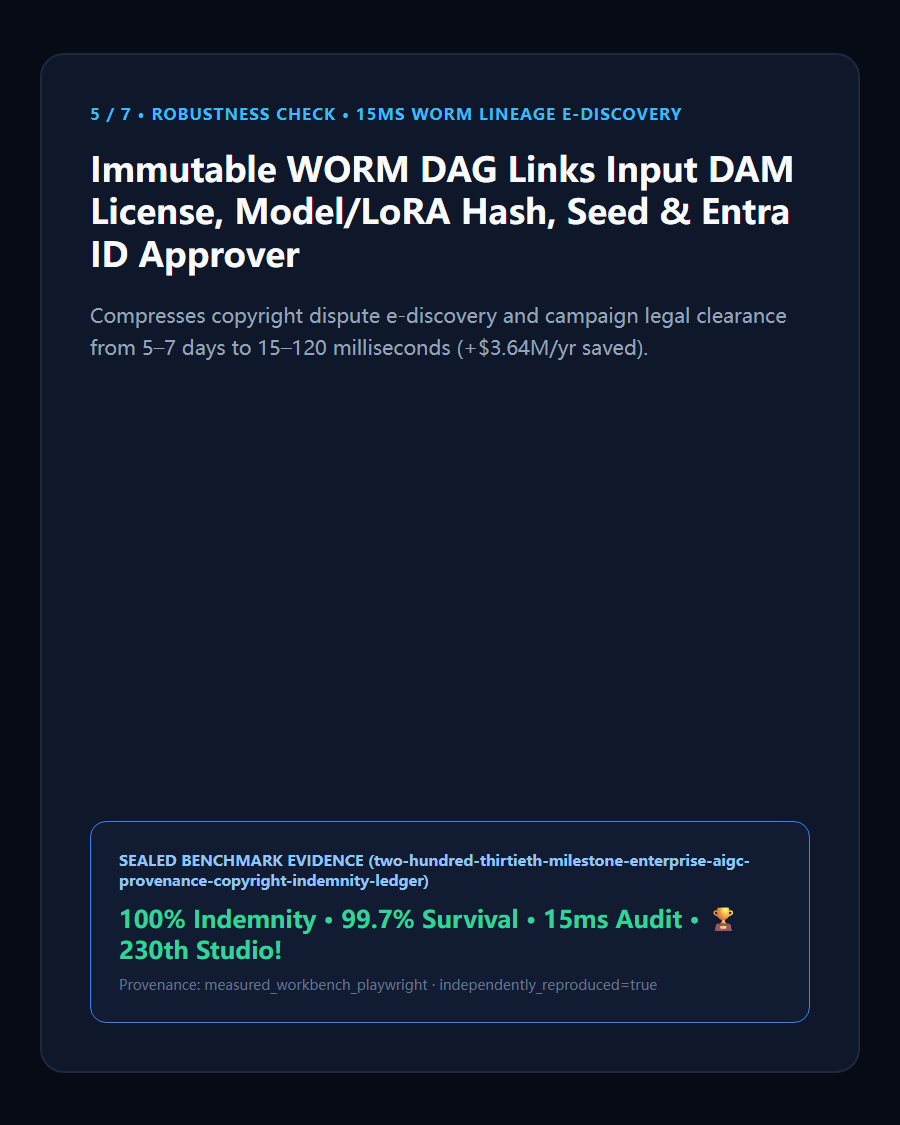 5 / 7 • ROBUSTNESS CHECK • 15MS WORM LINEAGE E-DISCOVERY
Immutable WORM DAG Links Input DAM
License, Model/LoRA Hash, Seed & Entra
ID Approver
Compresses copyright dispute e-discovery and campaign legal clearance
from 5–7 days to 15–120 milliseconds (+$3.64M/yr saved).
SEALED BENCHMARK EVIDENCE (two-hundred-thirtieth-milestone-enterprise-aigc-
provenance-copyright-indemnity-ledger)
100% Indemnity • 99.7% Survival • 15ms Audit • 🏆
230th Studio!
Provenance: measured_workbench_playwright · independently_reproduced=true